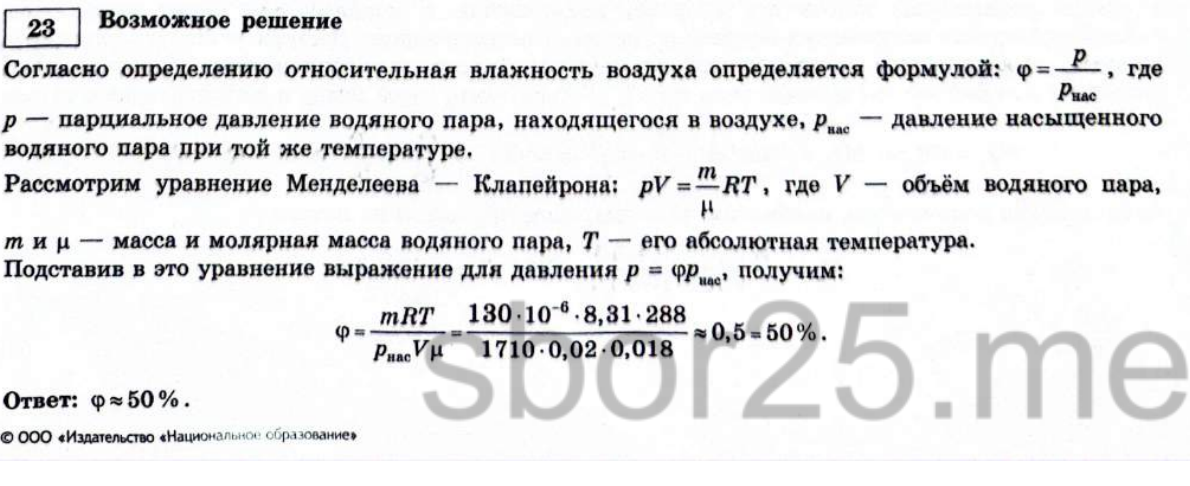 23 Возможное решение
Согласно определению относительная влажность воздуха определяется формулой: φ = p/pнас, где
p — парциальное давление водяного пара, находящегося в воздухе, pнас — давление насыщенного
водяного пара при той же температуре.
Рассмотрим уравнение Менделеева — Клапейрона: pV = m/μ RT, где V — объём водяного пара,
m и μ — масса и молярная масса водяного пара, T — его абсолютная температура.
Подставив в это уравнение выражение для давления p = φpнас, получим:
φ = mRT/pнасVμ = 130·10⁻⁶·8,31·288/1710·0,02·0,018 ≈ 0,5 = 50%.
Ответ: φ ≈ 50%.
© ООО «Издательство «Национальное образование»
sbor25.me